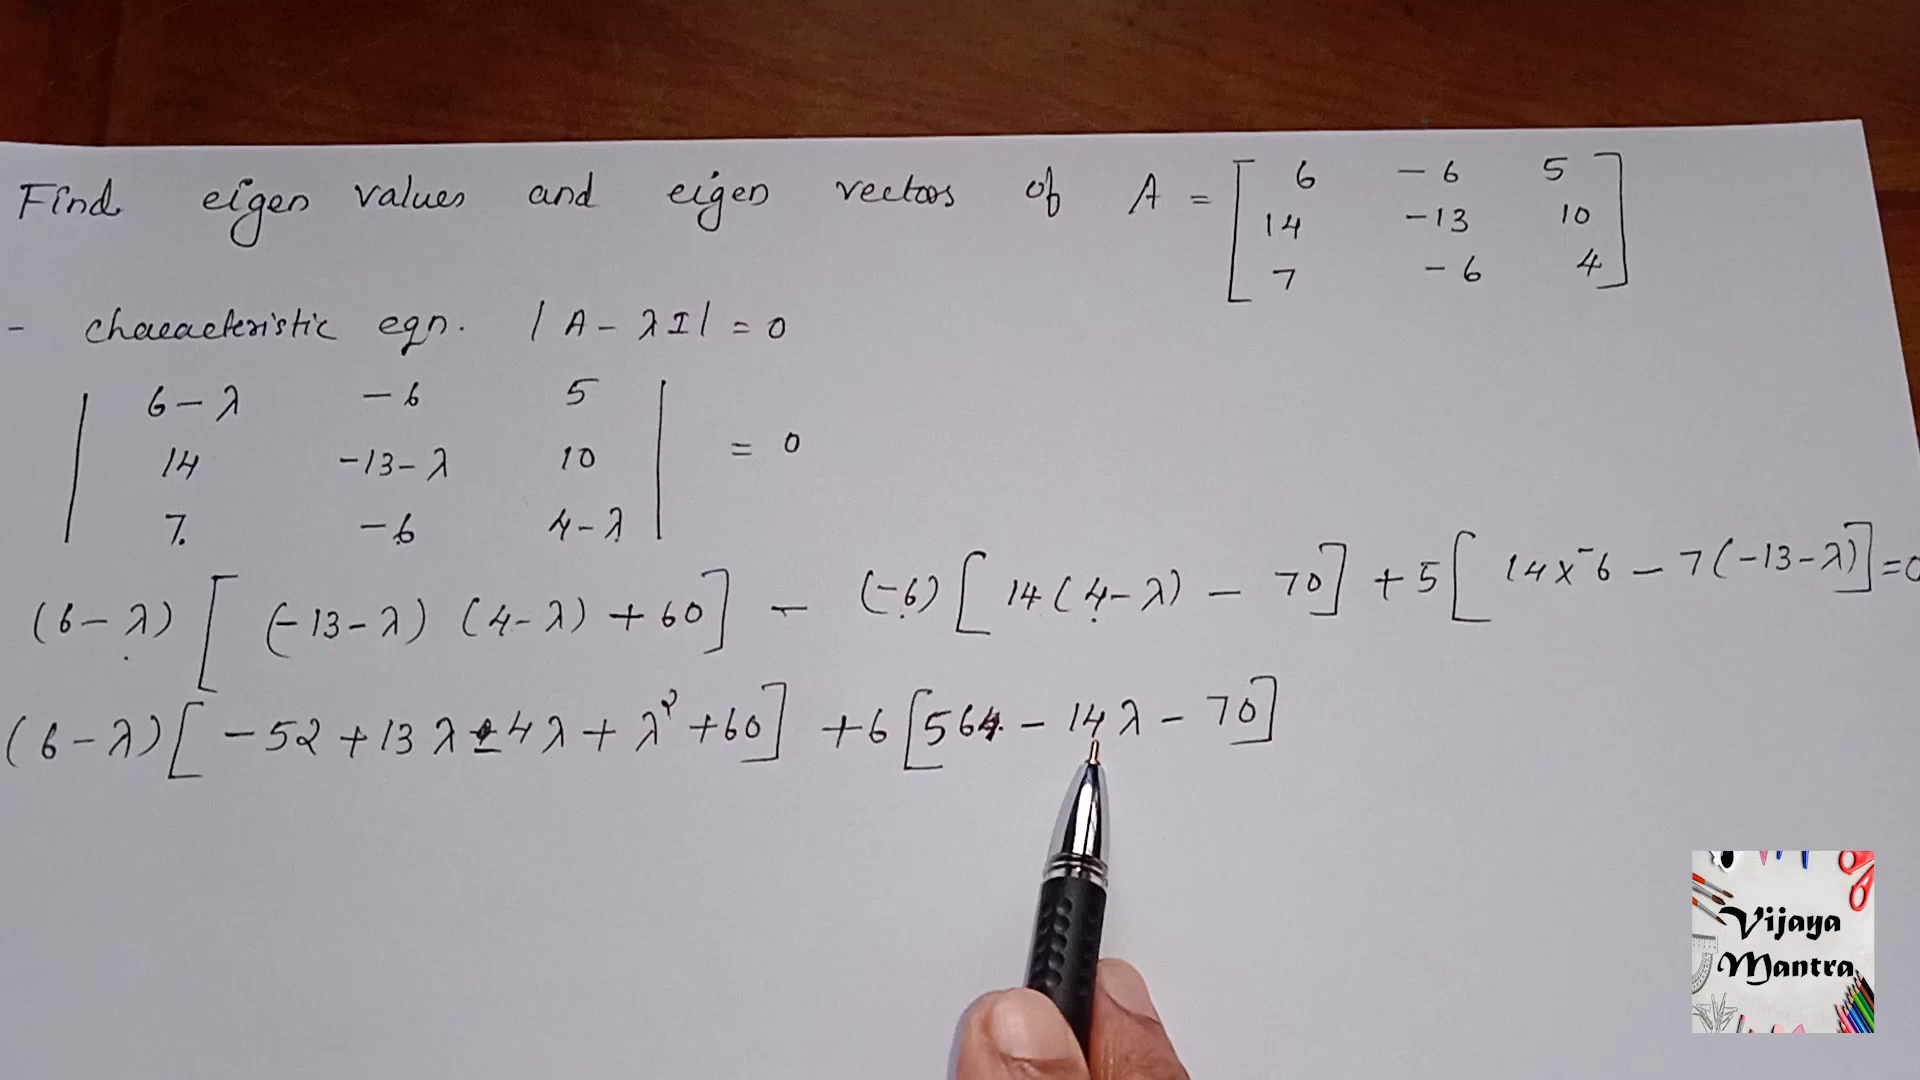 Find eigen values and eigen vectors of A = [ 6 -6 5
14 -13 10
7 -6 4 ]
- characteristic eqn. |A - λI| = 0
| 6-λ -6 5 |
| 14 -13-λ 10 | = 0
| 7. -6 4-λ |
(6-λ) [ (-13-λ) (4-λ) + 60 ] - (-6) [ 14 (4-λ) - 70 ] + 5 [ 14x-6 - 7(-13-λ) ] = 0
(6-λ) [ -52 + 13λ - 4λ + λ² + 60 ] + 6 [ 56 - 14λ - 70 ]
Vijaya
Mantra